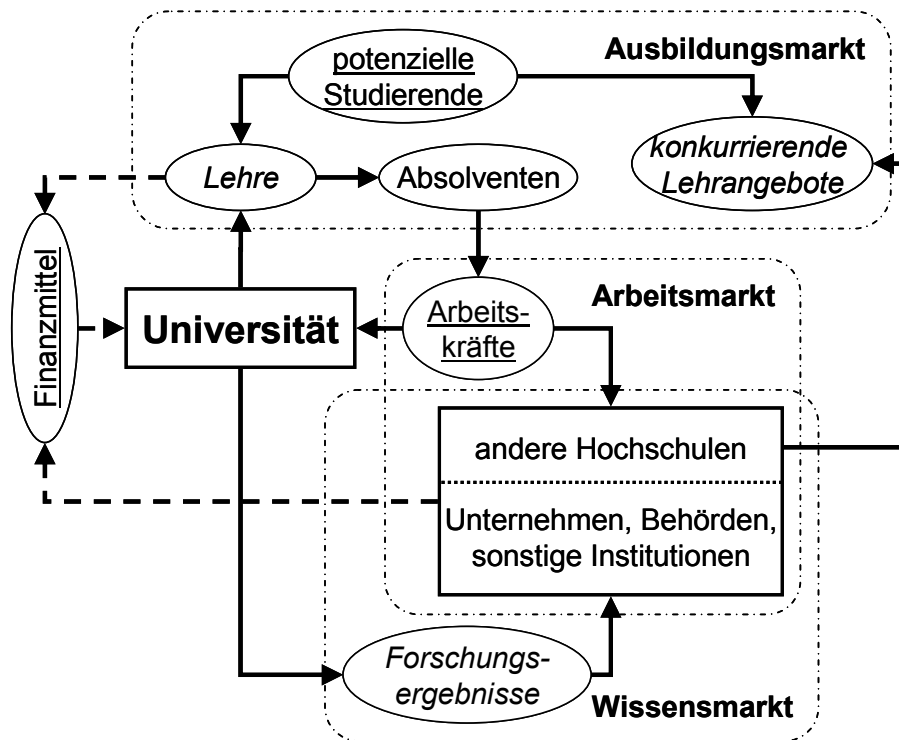 Ausbildungsmarkt
potenzielle
Studierende
konkurrierende
Lehrangebote
Lehre
Absolventen
Finanzmittel
Universität
Arbeitsmarkt
Arbeits-
kräfte
andere Hochschulen
Unternehmen, Behörden,
sonstige Institutionen
Forschungs-
ergebnisse
Wissensmarkt